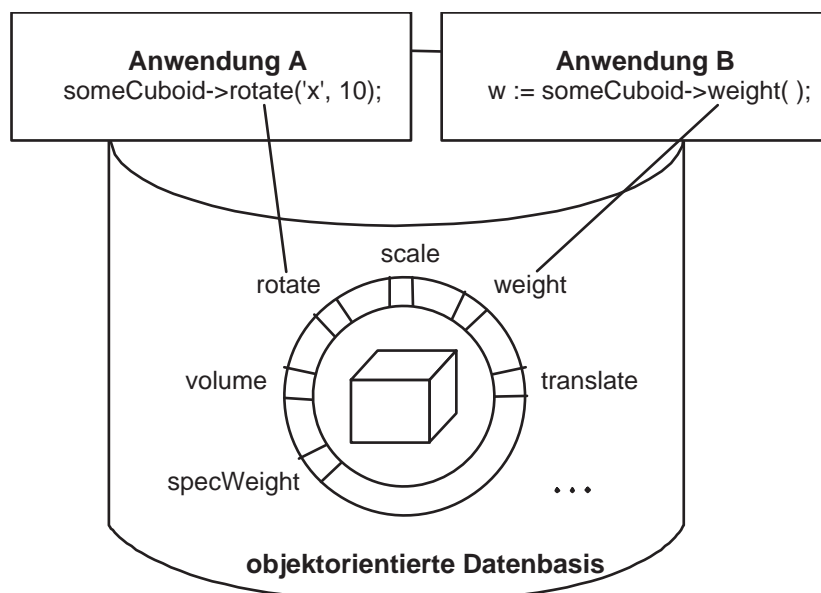 Anwendung A
someCuboid->rotate('x', 10);
Anwendung B
w := someCuboid->weight( );
scale
rotate
weight
volume
translate
specWeight
...
objektorientierte Datenbasis